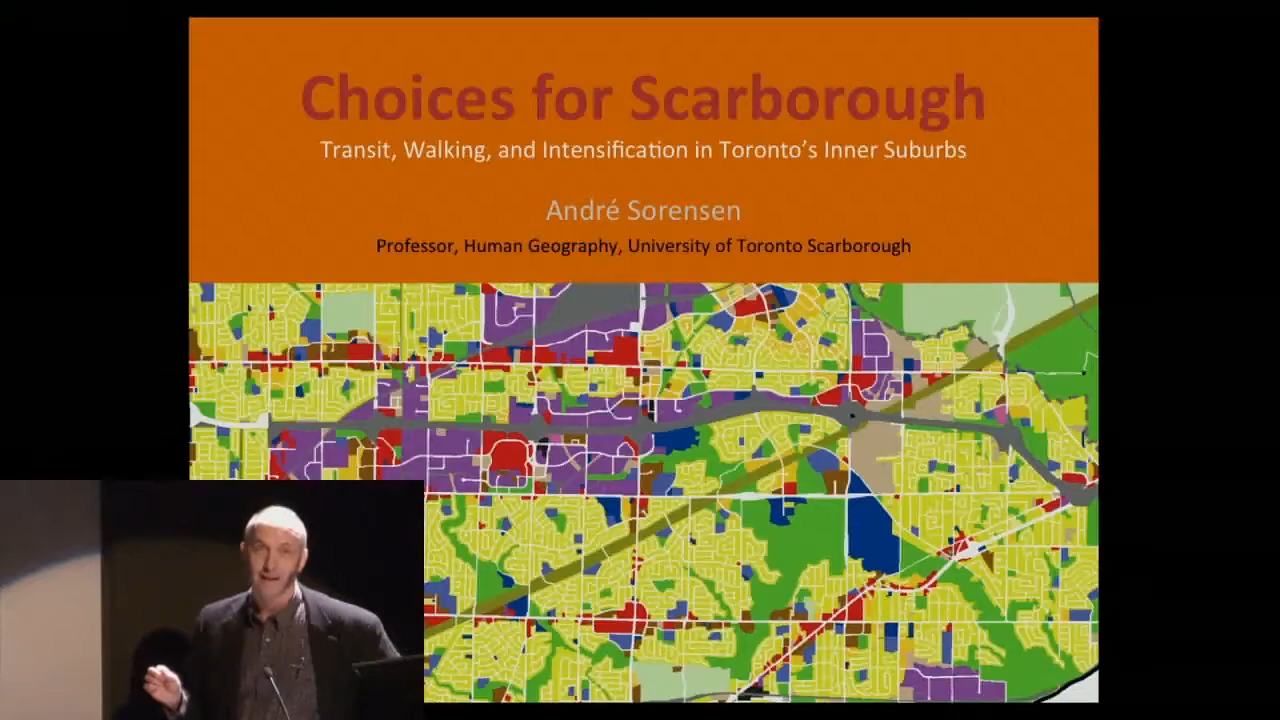 Choices for Scarborough
Transit, Walking, and Intensification in Toronto's Inner Suburbs
André Sorensen
Professor, Human Geography, University of Toronto Scarborough